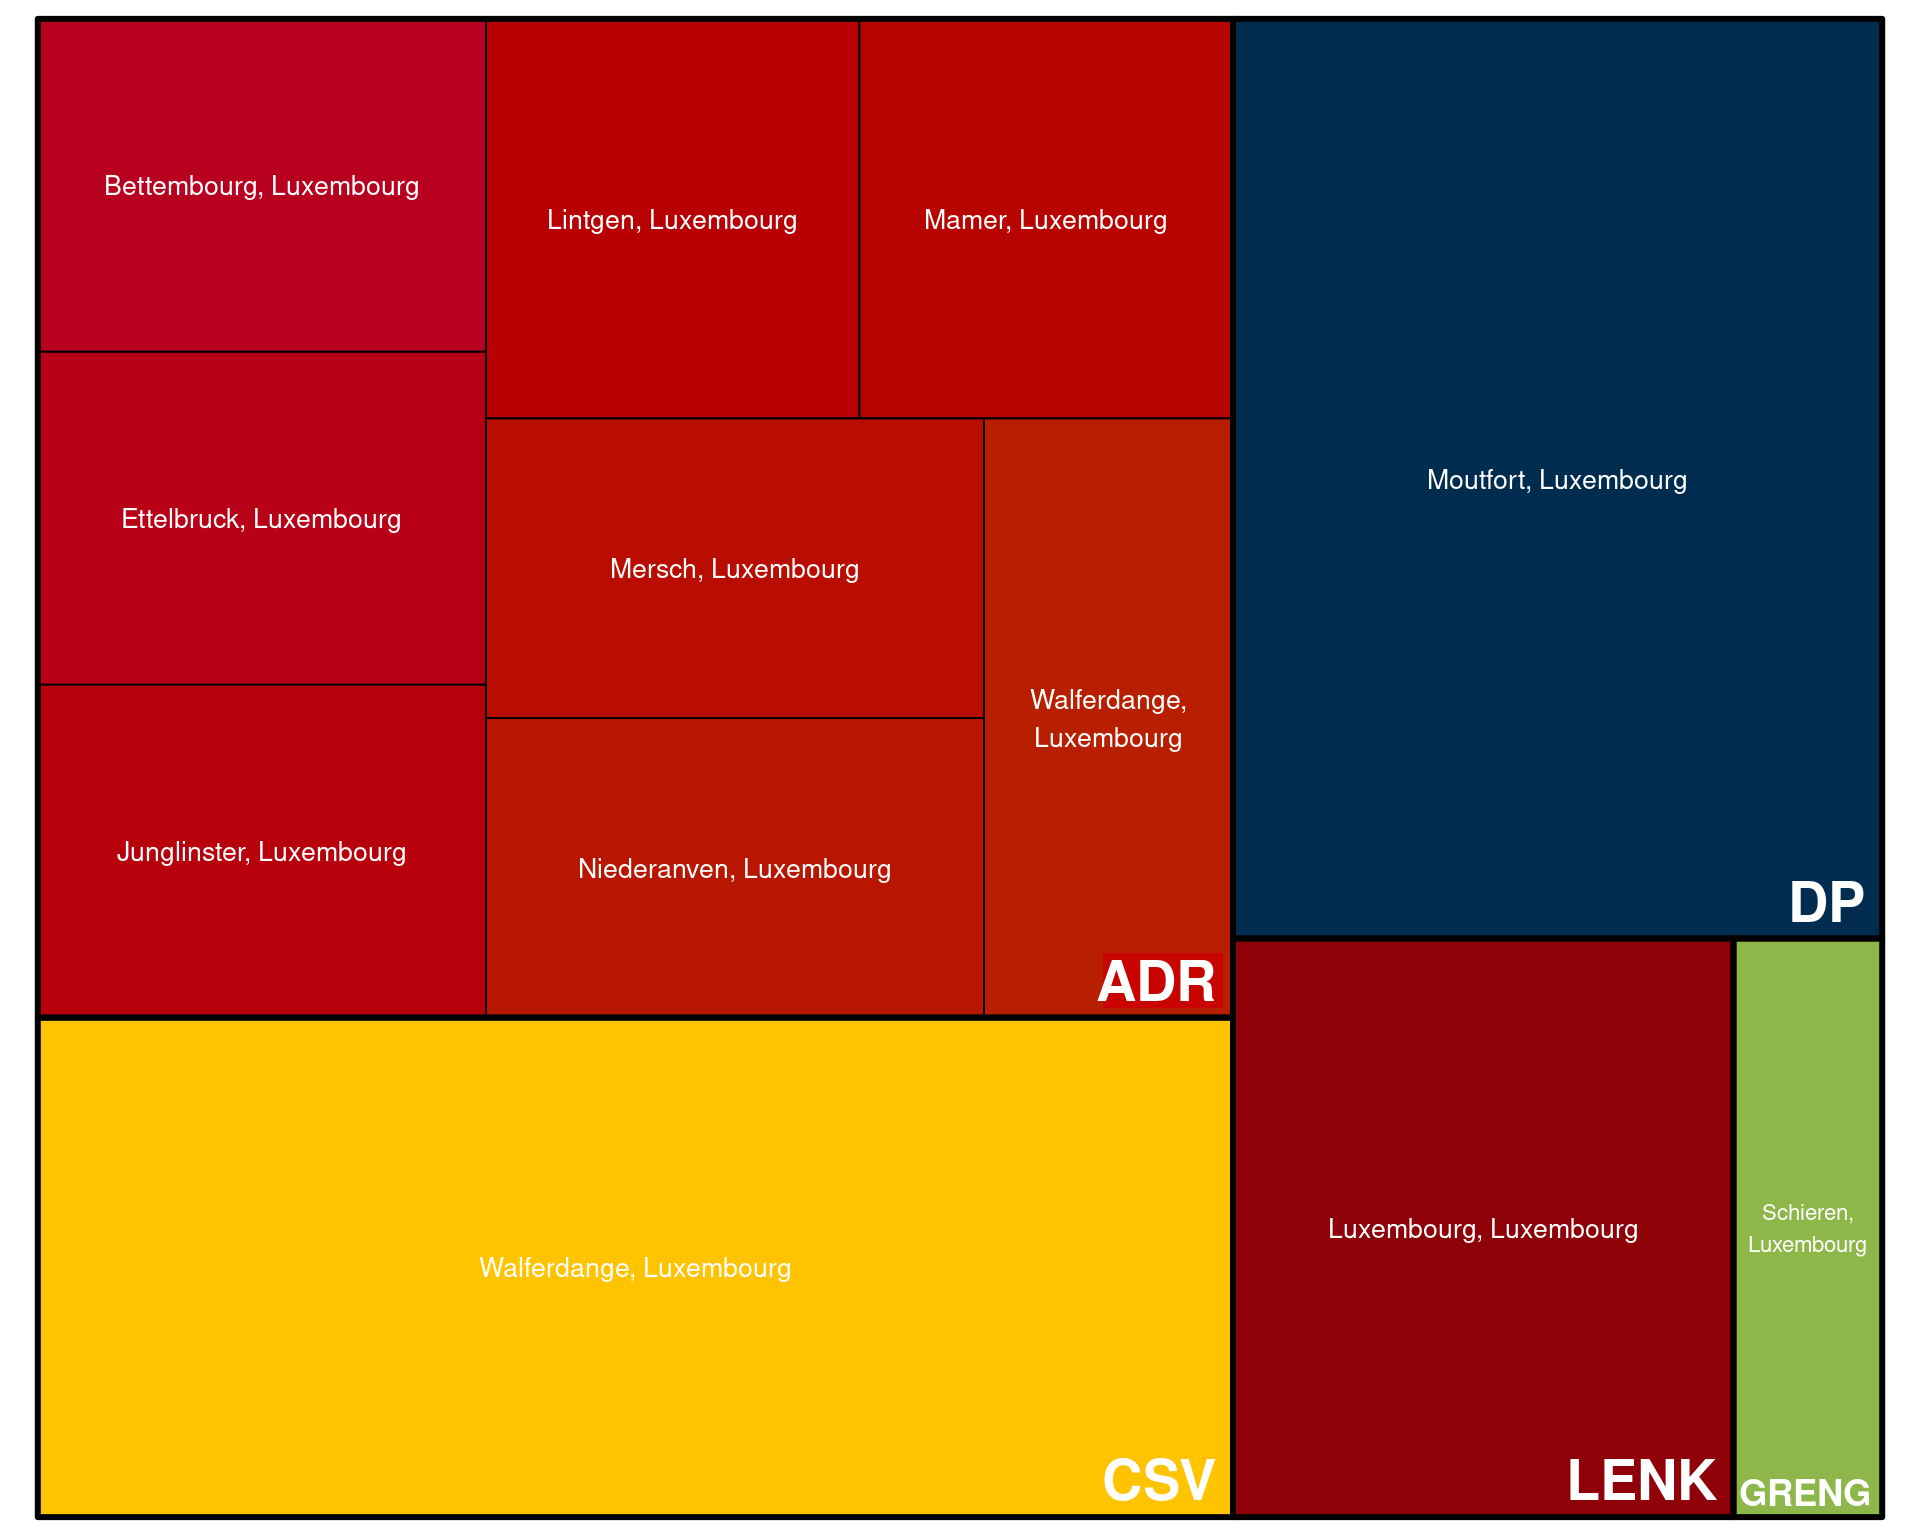 Bettembourg, Luxembourg
Lintgen, Luxembourg
Mamer, Luxembourg
Moutfort, Luxembourg
Ettelbruck, Luxembourg
Mersch, Luxembourg
Walferdange,
Luxembourg
Junglinster, Luxembourg
Niederanven, Luxembourg
DP
ADR
Walferdange, Luxembourg
Luxembourg, Luxembourg
Schieren,
Luxembourg
CSV
LENK
GRENG